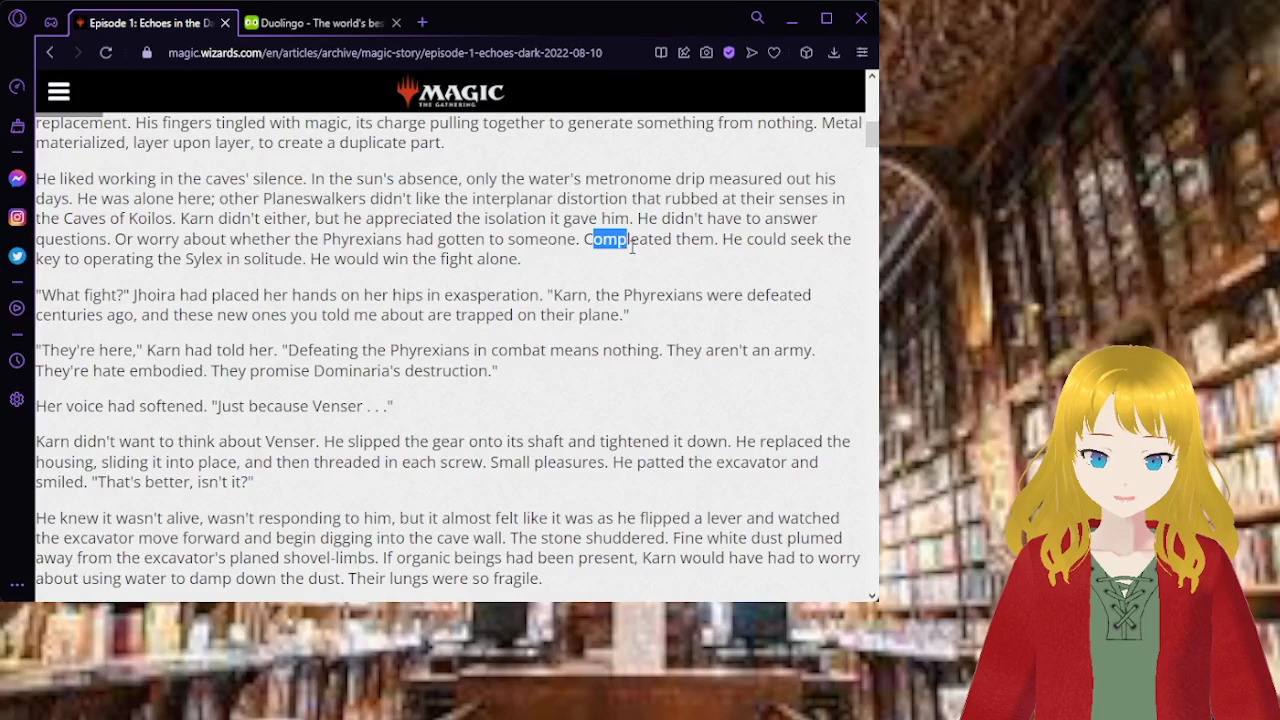 Episode 1: Echoes in the Da
Duolingo - The world's bes
magic.wizards.com/en/articles/archive/magic-story/episode-1-echoes-dark-2022-08-10
MAGIC
THE GATHERING
replacement. His fingers tingled with magic, its charge pulling together to generate something from nothing. Metal
materialized, layer upon layer, to create a duplicate part.
He liked working in the caves' silence. In the sun's absence, only the water's metronome drip measured out his
days. He was alone here; other Planeswalkers didn't like the interplanar distortion that rubbed at their senses in
the Caves of Koilos. Karn didn't either, but he appreciated the isolation it gave him. He didn't have to answer
questions. Or worry about whether the Phyrexians had gotten to someone. Compleated them. He could seek the
key to operating the Sylex in solitude. He would win the fight alone.
"What fight?" Jhoira had placed her hands on her hips in exasperation. "Karn, the Phyrexians were defeated
centuries ago, and these new ones you told me about are trapped on their plane."
"They're here," Karn had told her. "Defeating the Phyrexians in combat means nothing. They aren't an army.
They're hate embodied. They promise Dominaria's destruction."
Her voice had softened. "Just because Venser . . ."
Karn didn't want to think about Venser. He slipped the gear onto its shaft and tightened it down. He replaced the
housing, sliding it into place, and then threaded in each screw. Small pleasures. He patted the excavator and
smiled. "That's better, isn't it?"
He knew it wasn't alive, wasn't responding to him, but it almost felt like it was as he flipped a lever and watched
the excavator move forward and begin digging into the cave wall. The stone shuddered. Fine white dust plumed
away from the excavator's planed shovel-limbs. If organic beings had been present, Karn would have had to worry
about using water to damp down the dust. Their lungs were so fragile.